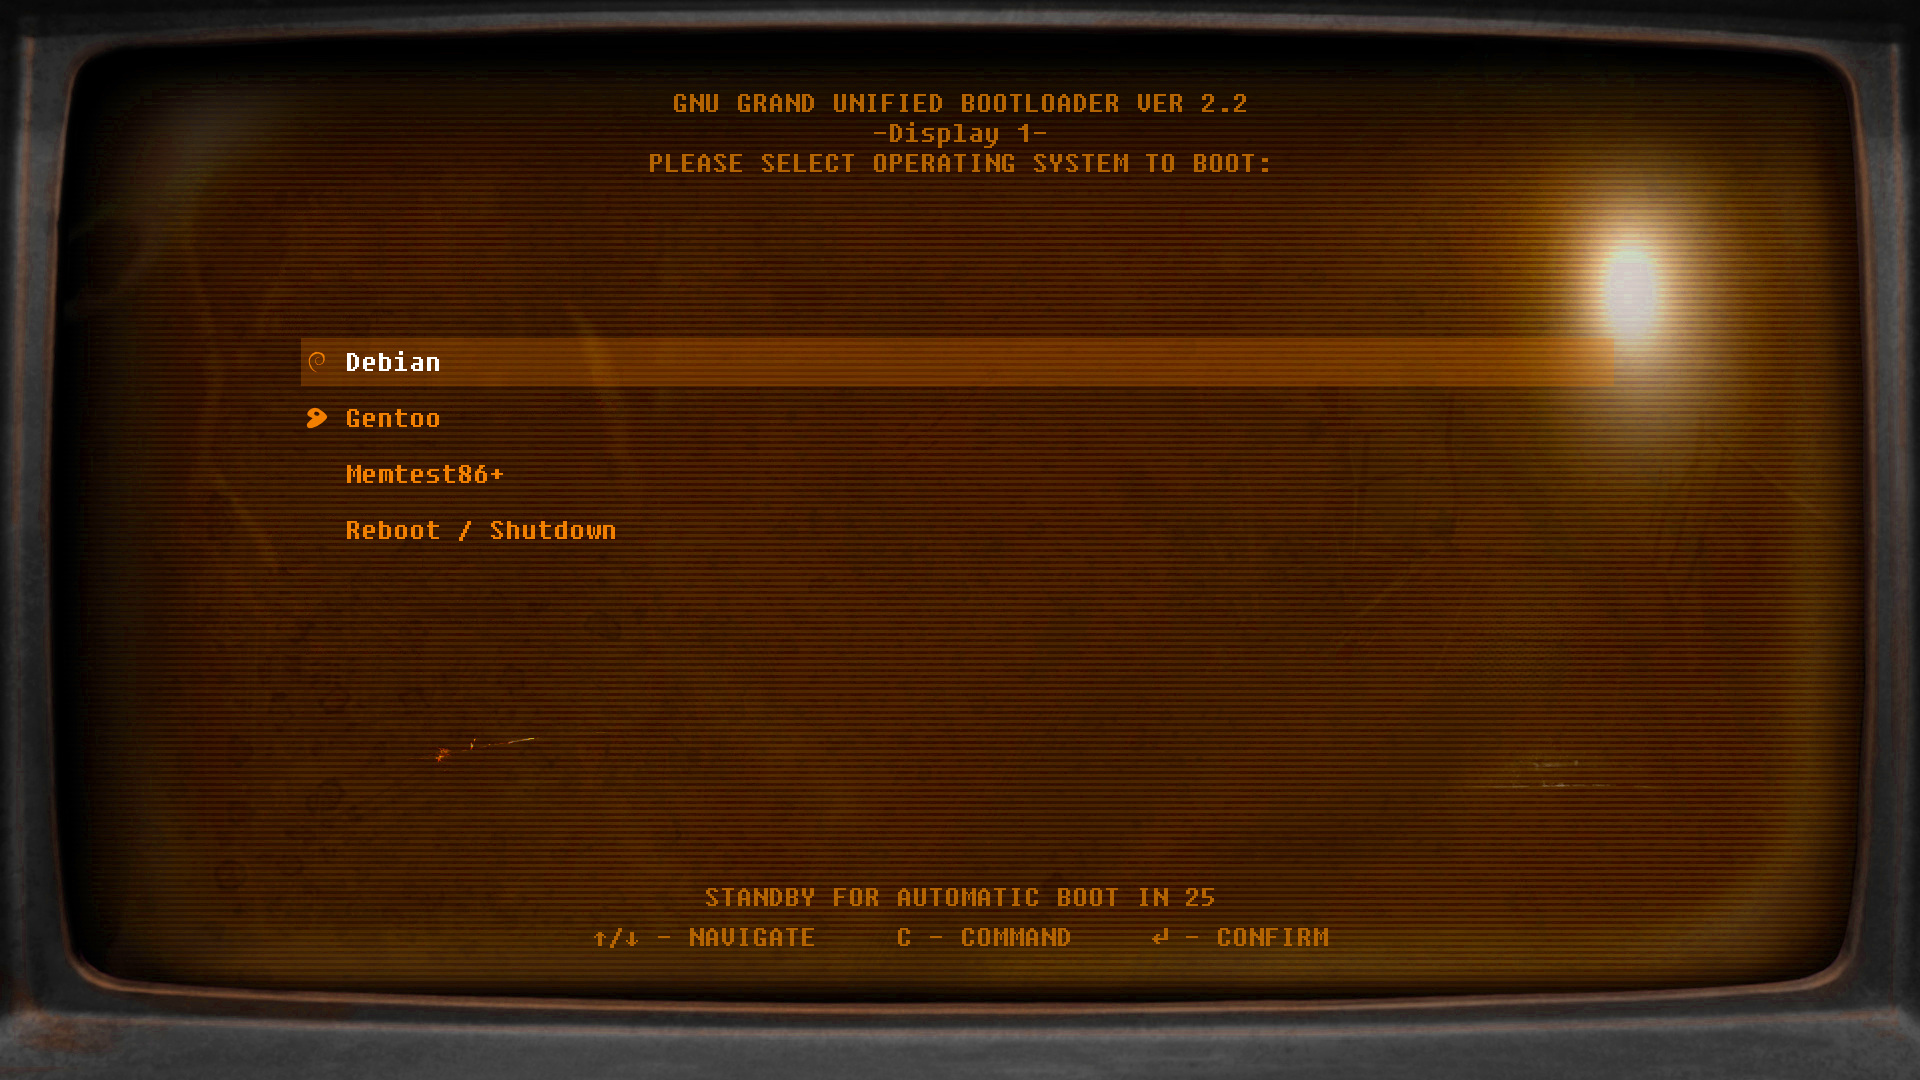 GNU GRAND UNIFIED BOOTLOADER VER 2.2
-Display 1-
PLEASE SELECT OPERATING SYSTEM TO BOOT:
Debian
Gentoo
Memtest86+
Reboot / Shutdown
STANDBY FOR AUTOMATIC BOOT IN 25
↑/↓ - NAVIGATE C - COMMAND ↵ - CONFIRM